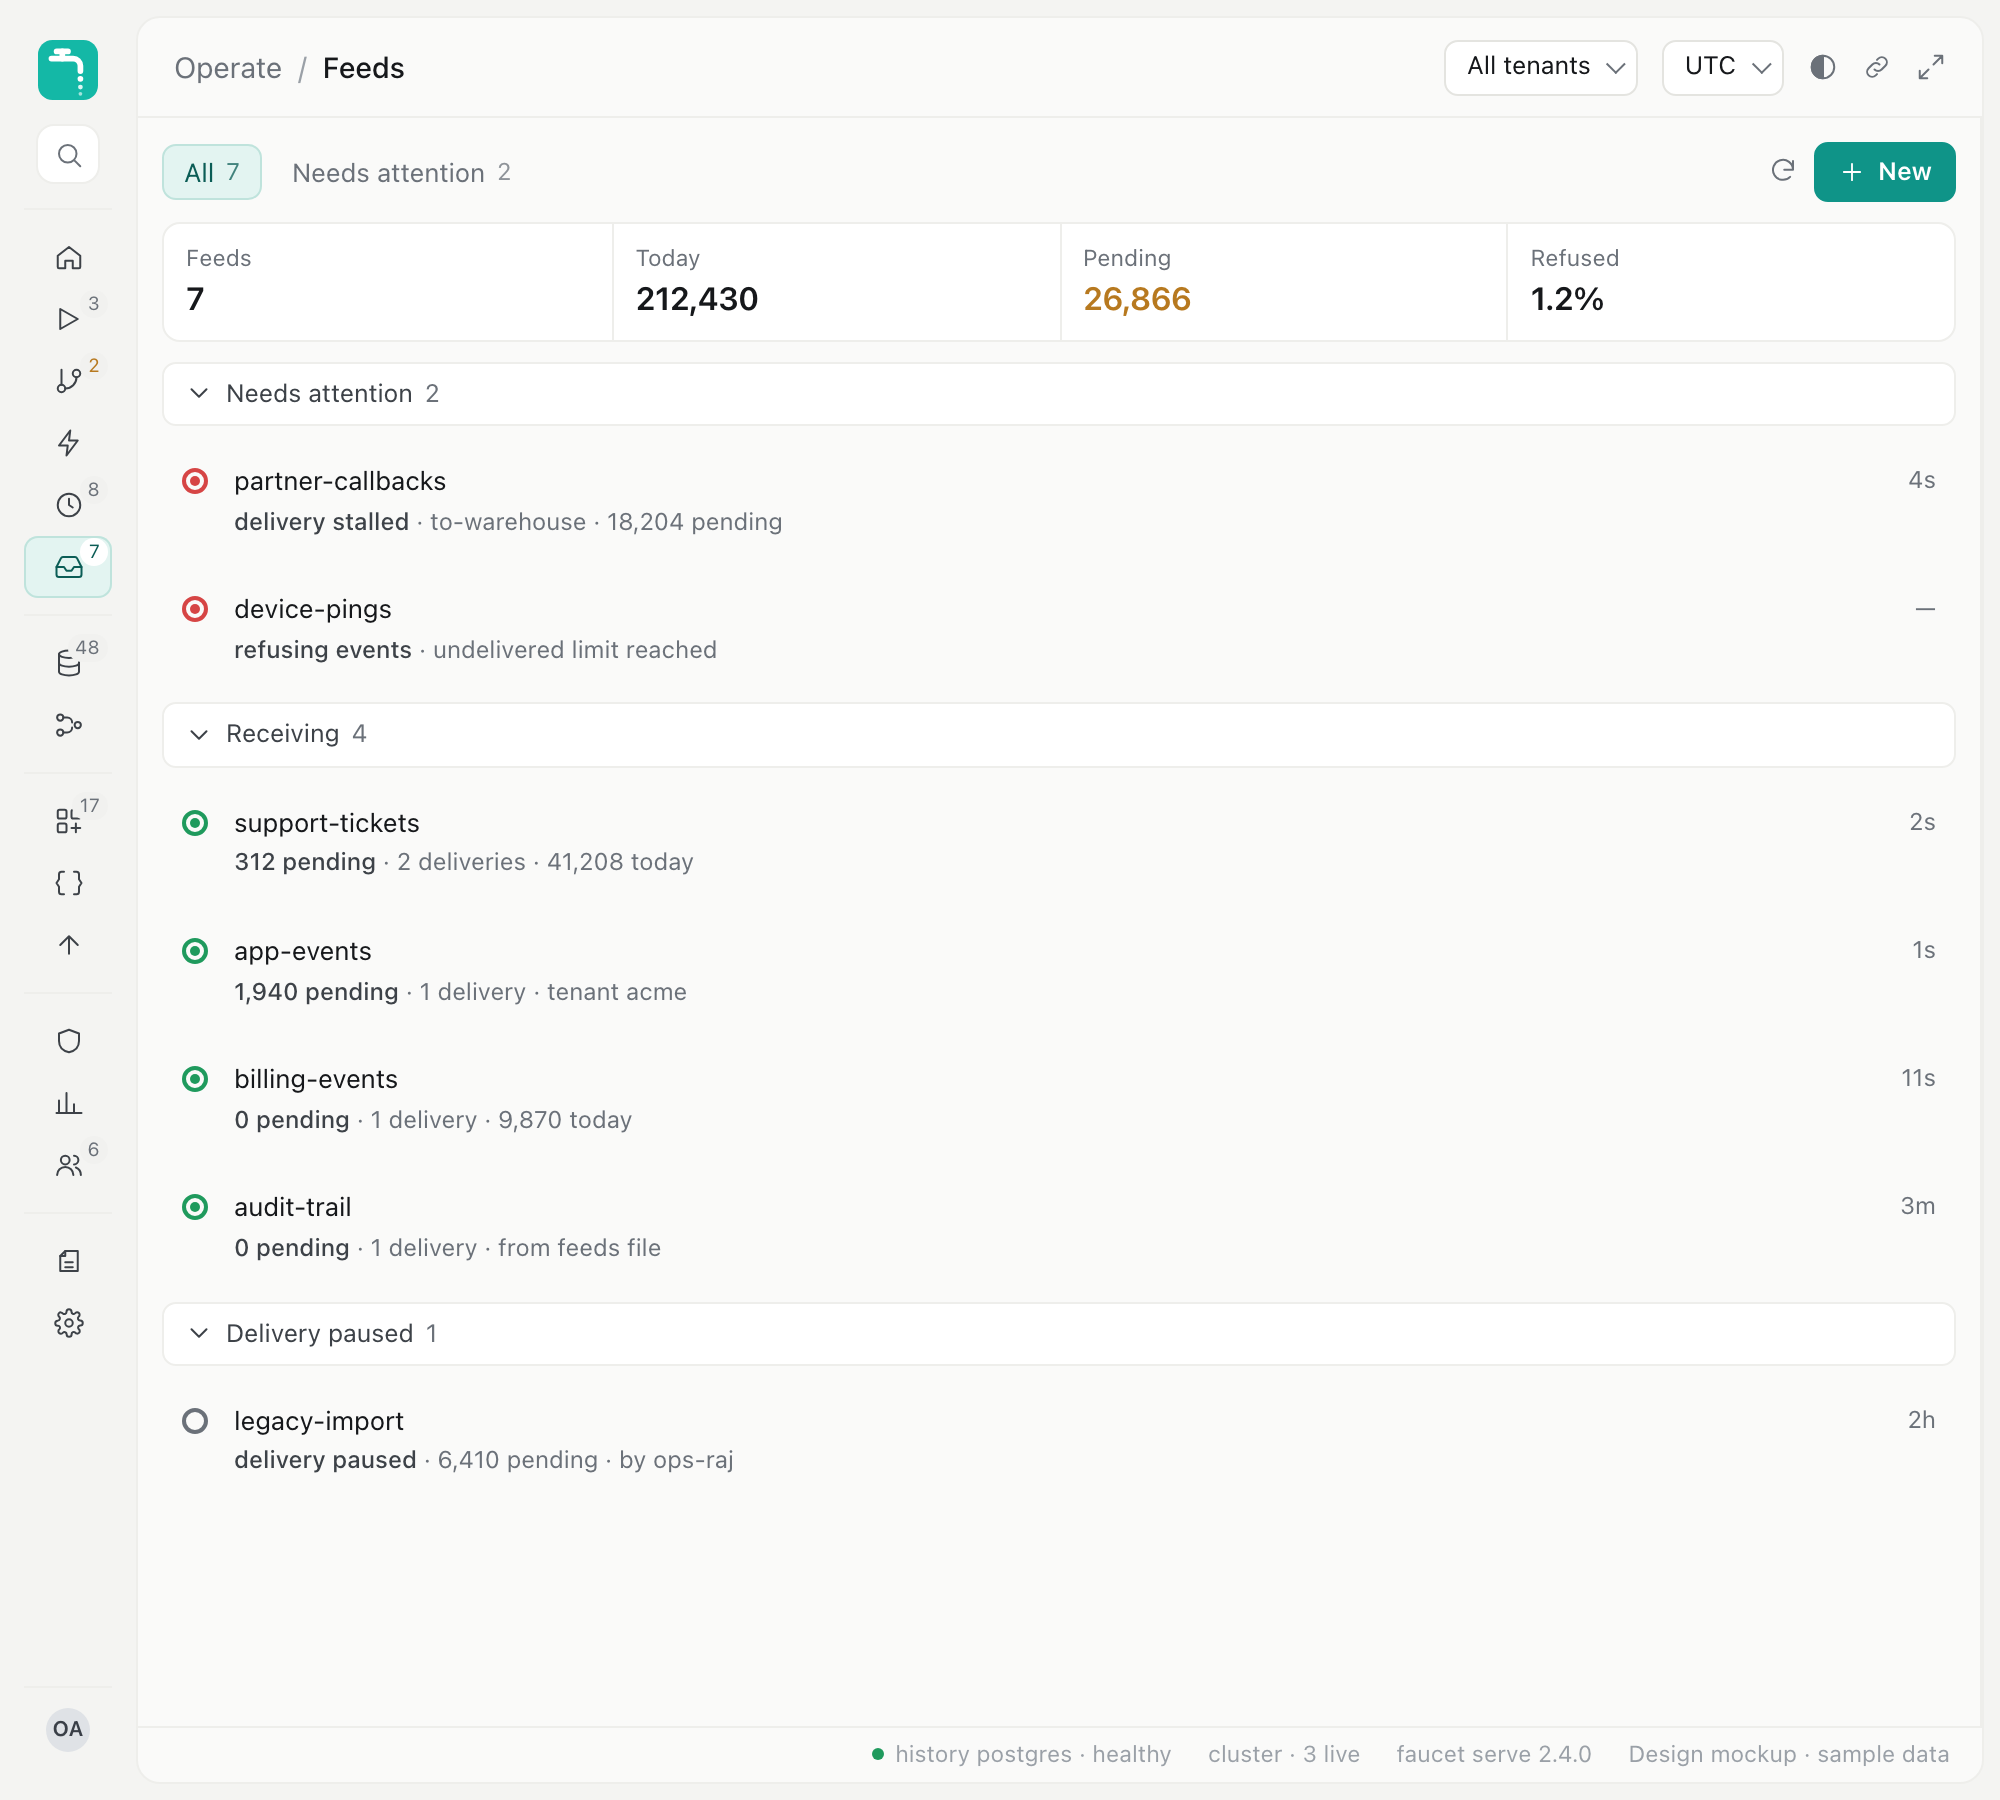 Operate / Feeds
All tenants
UTC
All 7
Needs attention 2
New
Feeds
7
Today
212,430
Pending
26,866
Refused
1.2%
3
2
8
7
48
17
6
Needs attention 2
partner-callbacks
4s
delivery stalled · to-warehouse · 18,204 pending
device-pings
—
refusing events · undelivered limit reached
Receiving 4
support-tickets
2s
312 pending · 2 deliveries · 41,208 today
app-events
1s
1,940 pending · 1 delivery · tenant acme
billing-events
11s
0 pending · 1 delivery · 9,870 today
audit-trail
3m
0 pending · 1 delivery · from feeds file
Delivery paused 1
legacy-import
2h
delivery paused · 6,410 pending · by ops-raj
OA
history postgres · healthy
cluster · 3 live
faucet serve 2.4.0
Design mockup · sample data